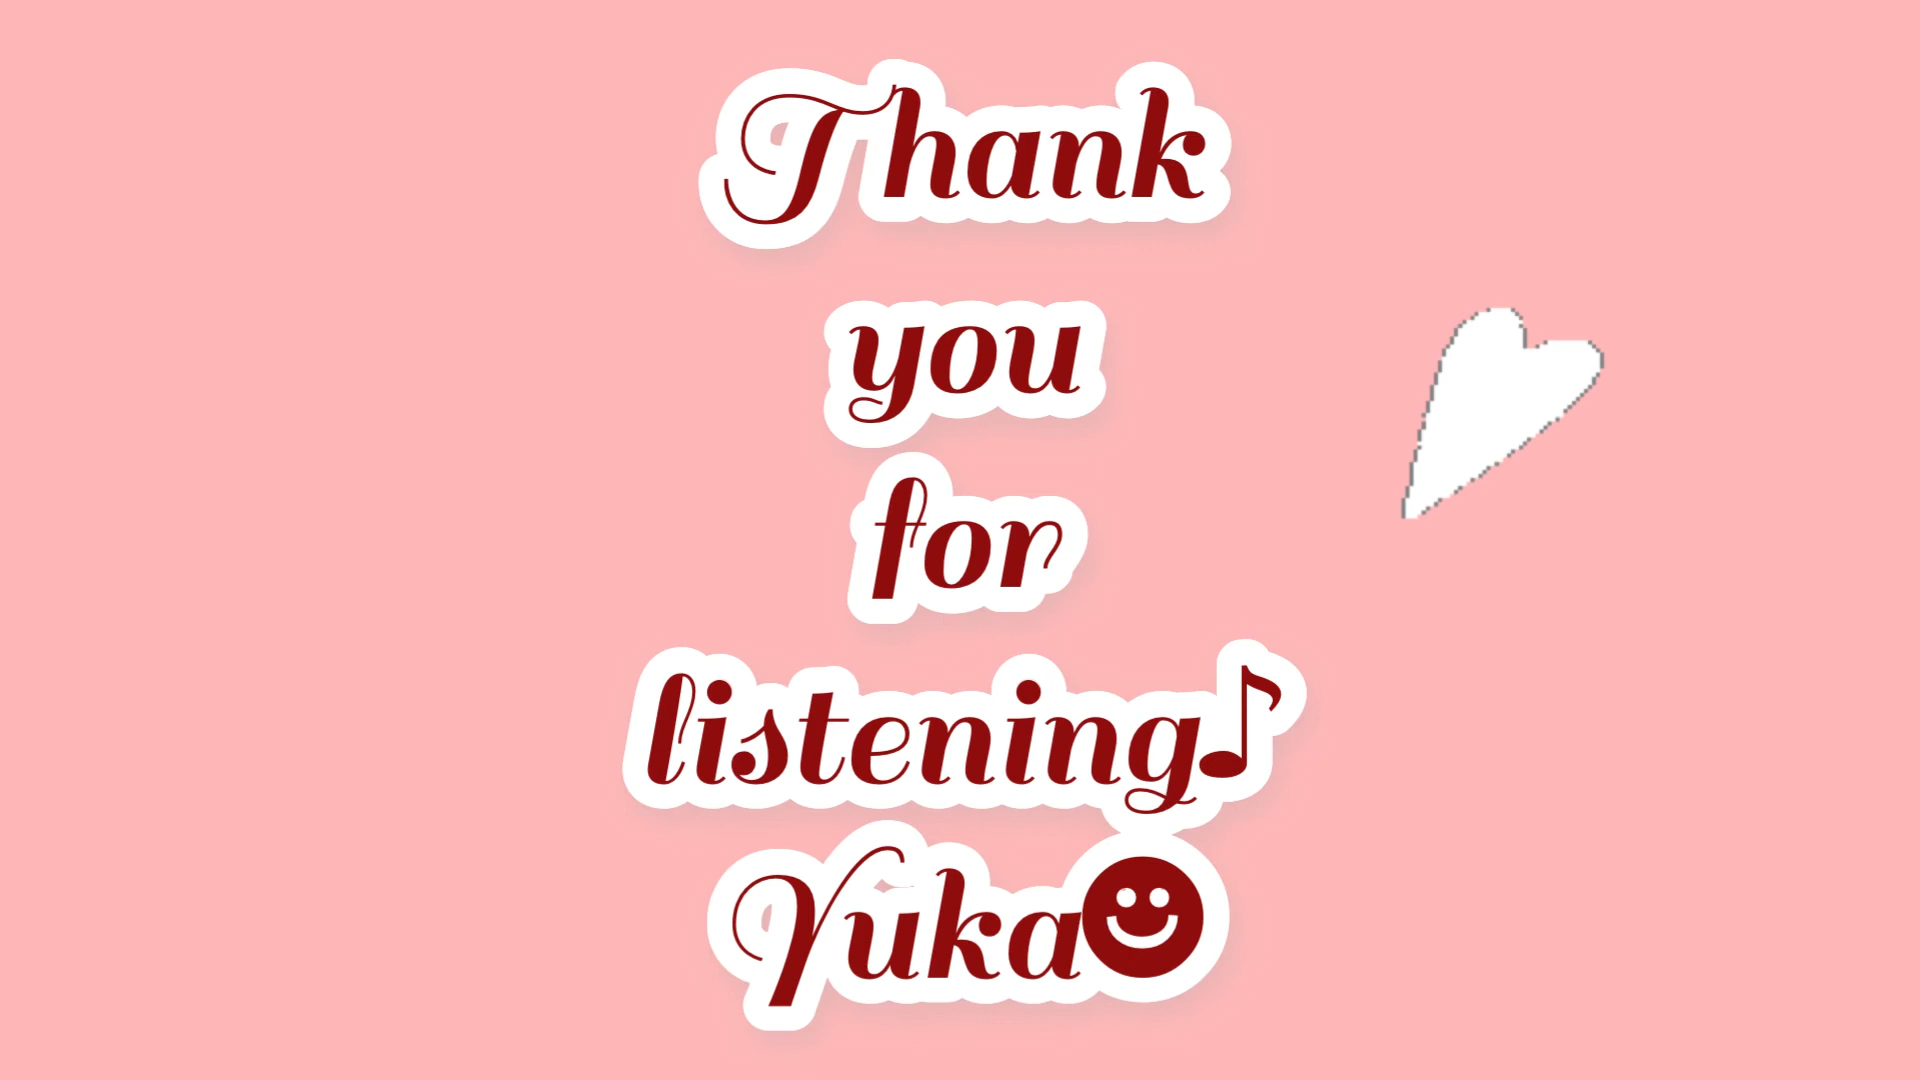 Thank
you
for
listening♪
Yuka☻